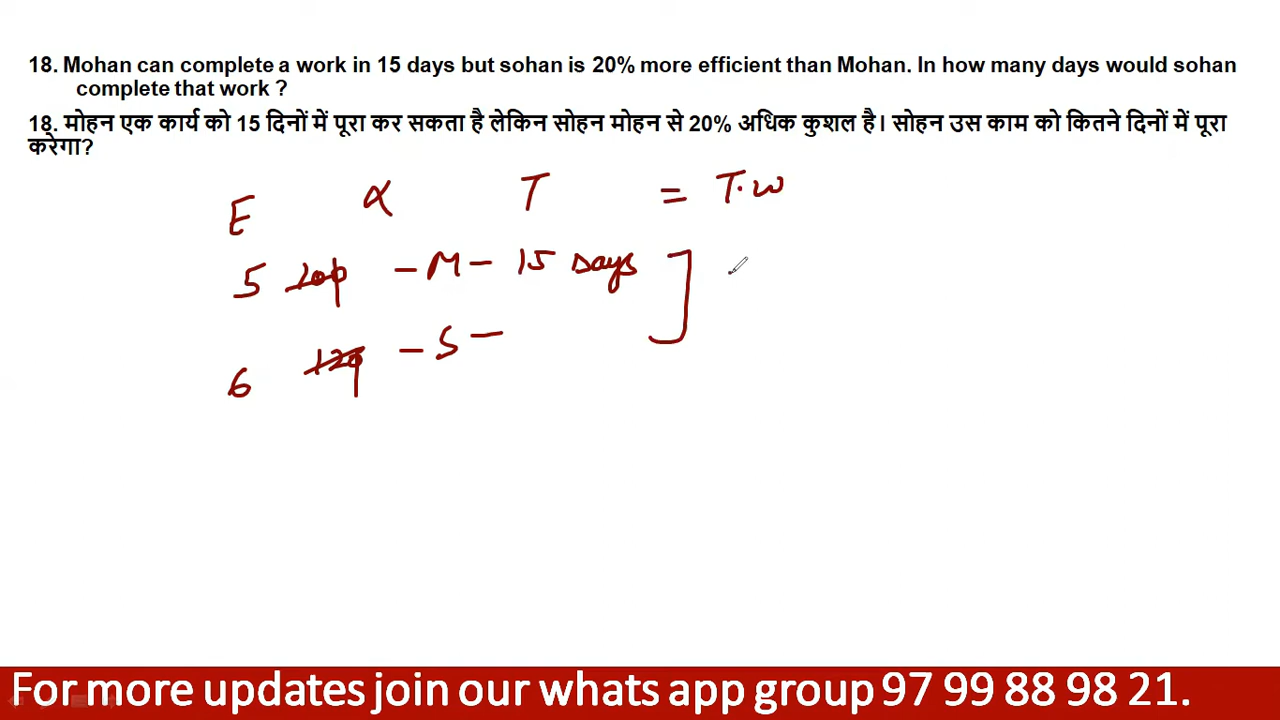 18. Mohan can complete a work in 15 days but sohan is 20% more efficient than Mohan. In how many days would sohan
complete that work ?
18. मोहन एक कार्य को 15 दिनों में पूरा कर सकता है लेकिन सोहन मोहन से 20% अधिक कुशल है। सोहन उस काम को कितने दिनों में पूरा
करेगा?
E α T = T.W
5 100 - M - 15 Days
6 120 - S -
For more updates join our whats app group 97 99 88 98 21.